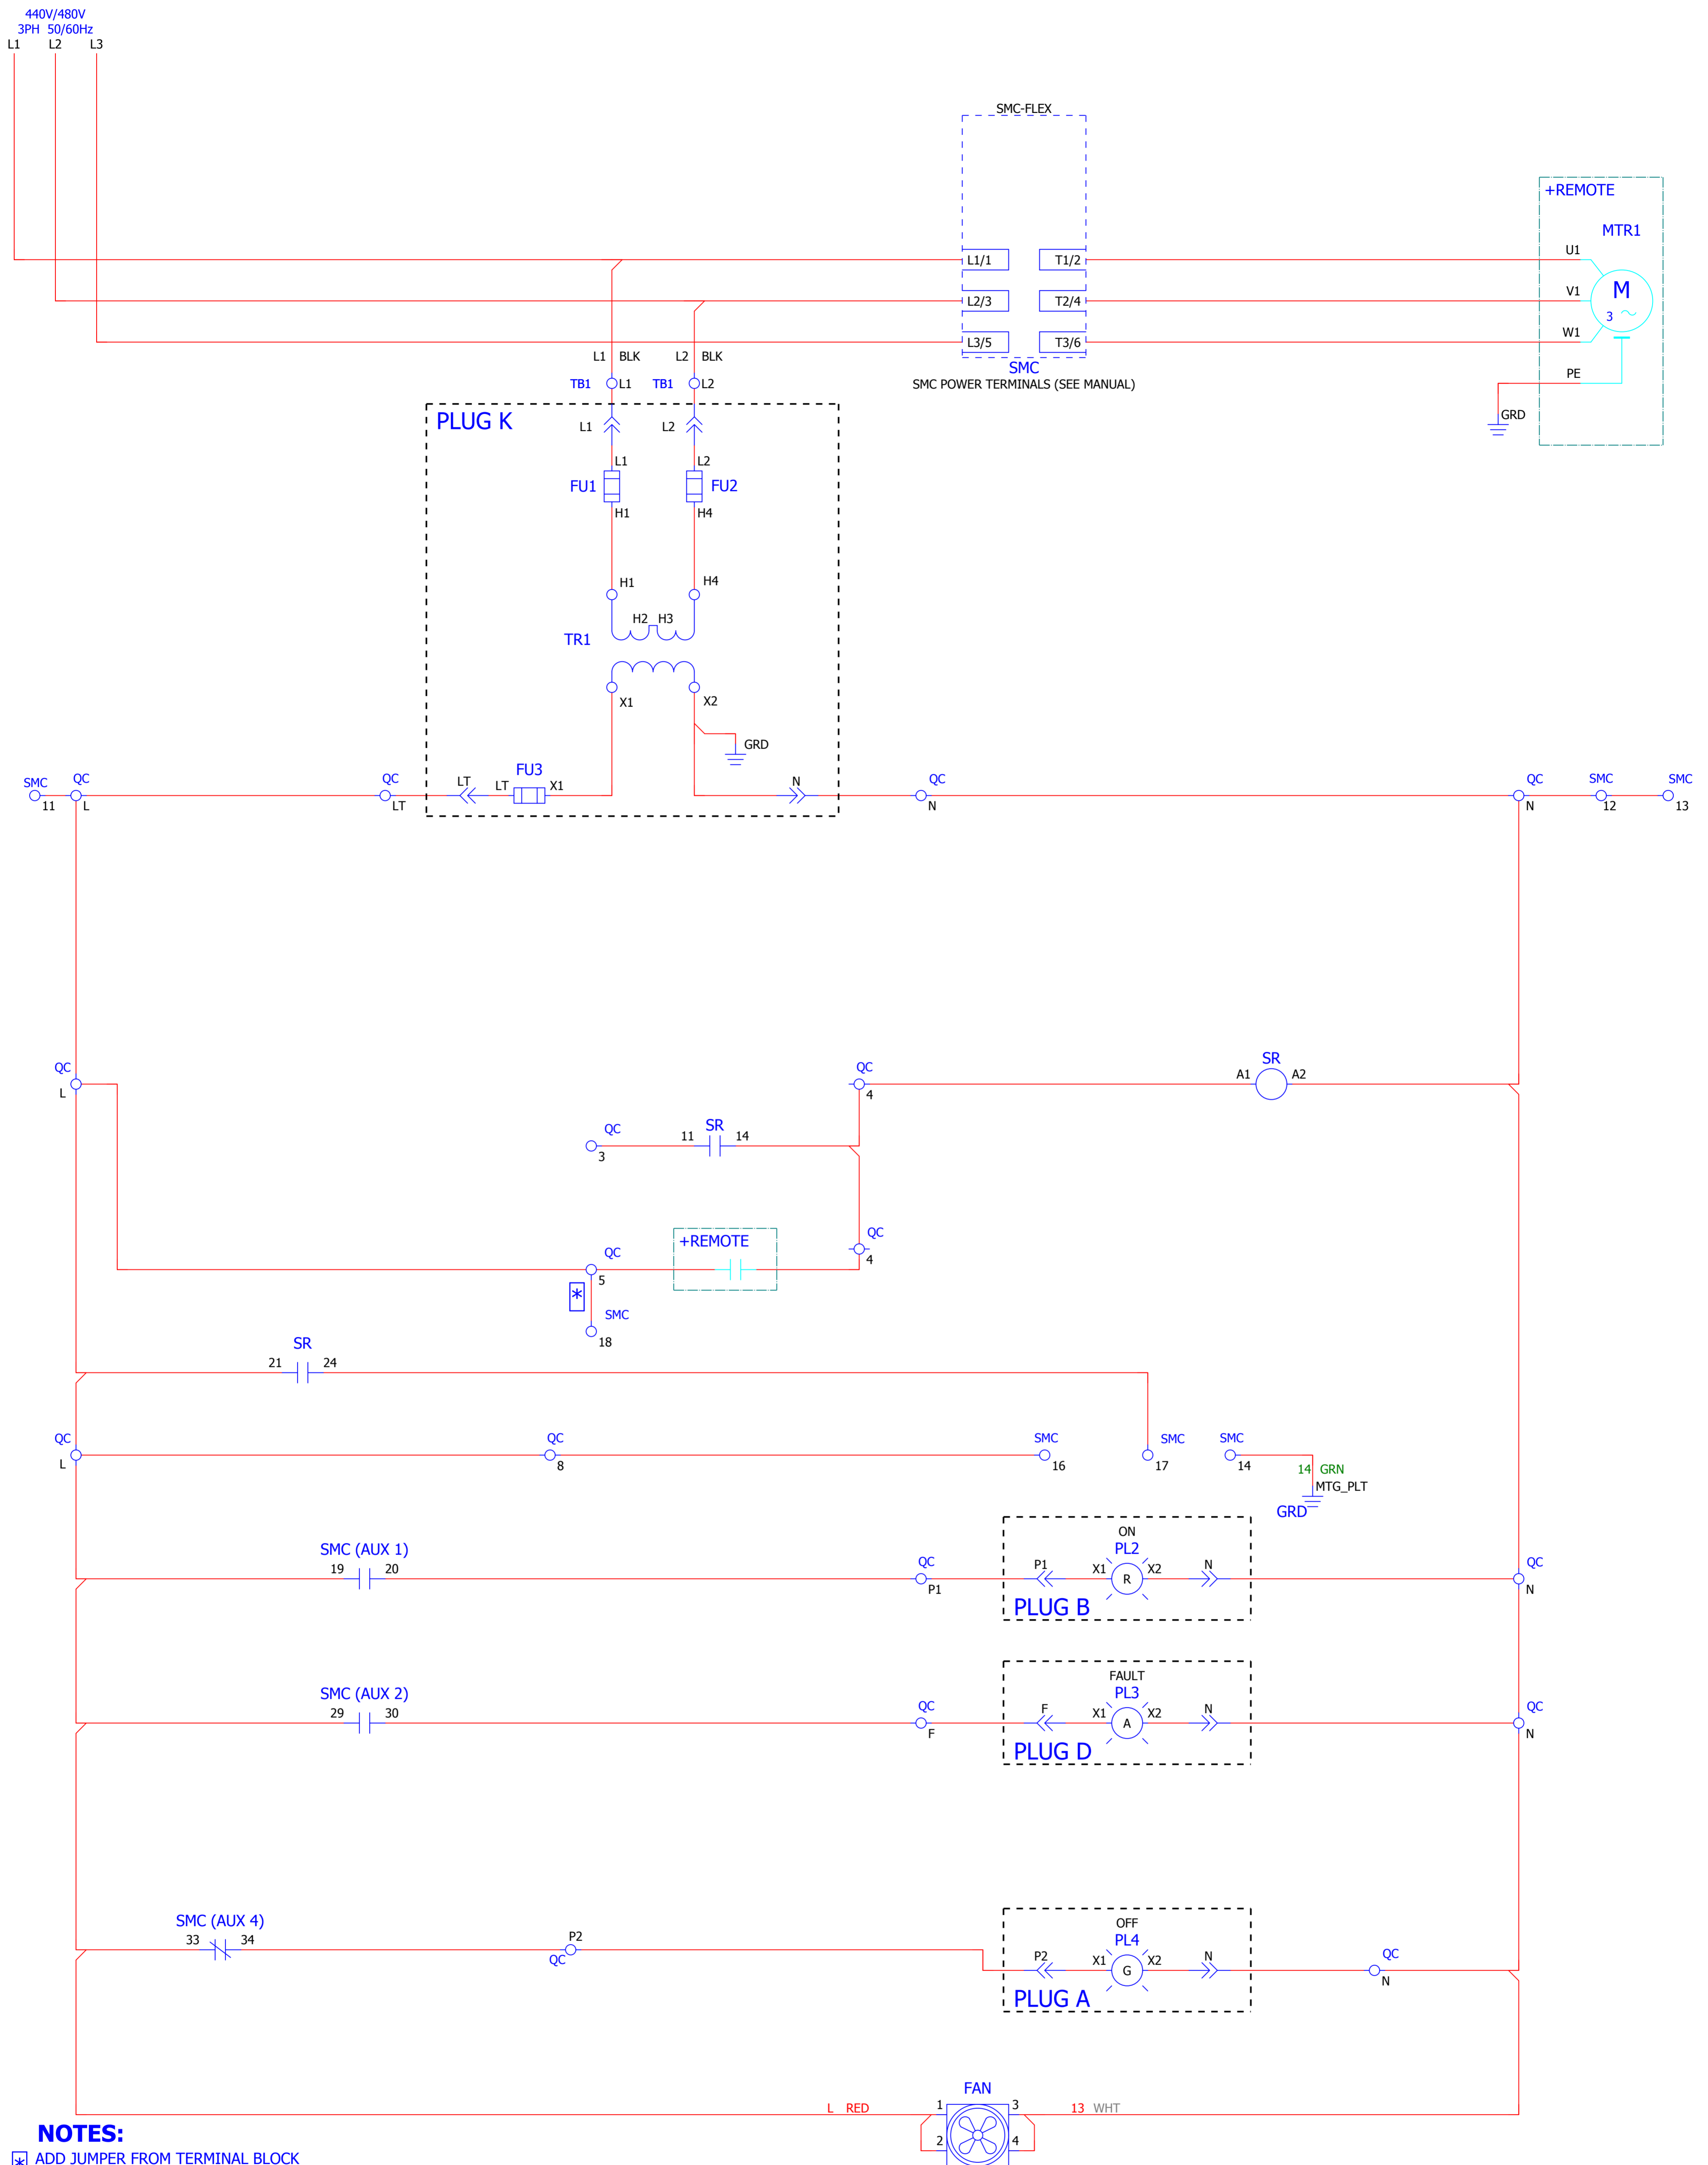 440V/480V
3PH 50/60Hz
L1 L2 L3
SMC-FLEX
+REMOTE
MTR1
U1
L1/1 T1/2
M
3
V1
L2/3 T2/4
W1
L3/5 T3/6
L1 BLK L2 BLK
SMC
SMC POWER TERMINALS (SEE MANUAL)
PE
TB1 L1 TB1 L2
GRD
PLUG K
L1 L2
L1 L2
FU1 FU2
H1 H4
H1 H4
H2 H3
TR1
X1 X2
GRD
FU3
SMC QC QC LT LT X1 N QC QC SMC SMC
11 L LT N N 12 13
QC QC SR
L 4 A1 A2
QC SR
3 11 14
QC
4
+REMOTE
QC
5
*
SMC
18
SR
21 24
QC QC SMC SMC SMC
L 8 16 17 14
14 GRN
MTG_PLT
GRD
ON
SMC (AUX 1) PL2
19 20 QC P1 X1 R X2 N QC
P1 N
PLUG B
FAULT
SMC (AUX 2) PL3
29 30 QC F X1 A X2 N QC
F N
PLUG D
OFF
SMC (AUX 4) PL4
33 34 P2
QC
P2 X1 G X2 N QC
N
PLUG A
FAN
L RED 1 3 13 WHT
2 4
NOTES:
* ADD JUMPER FROM TERMINAL BLOCK